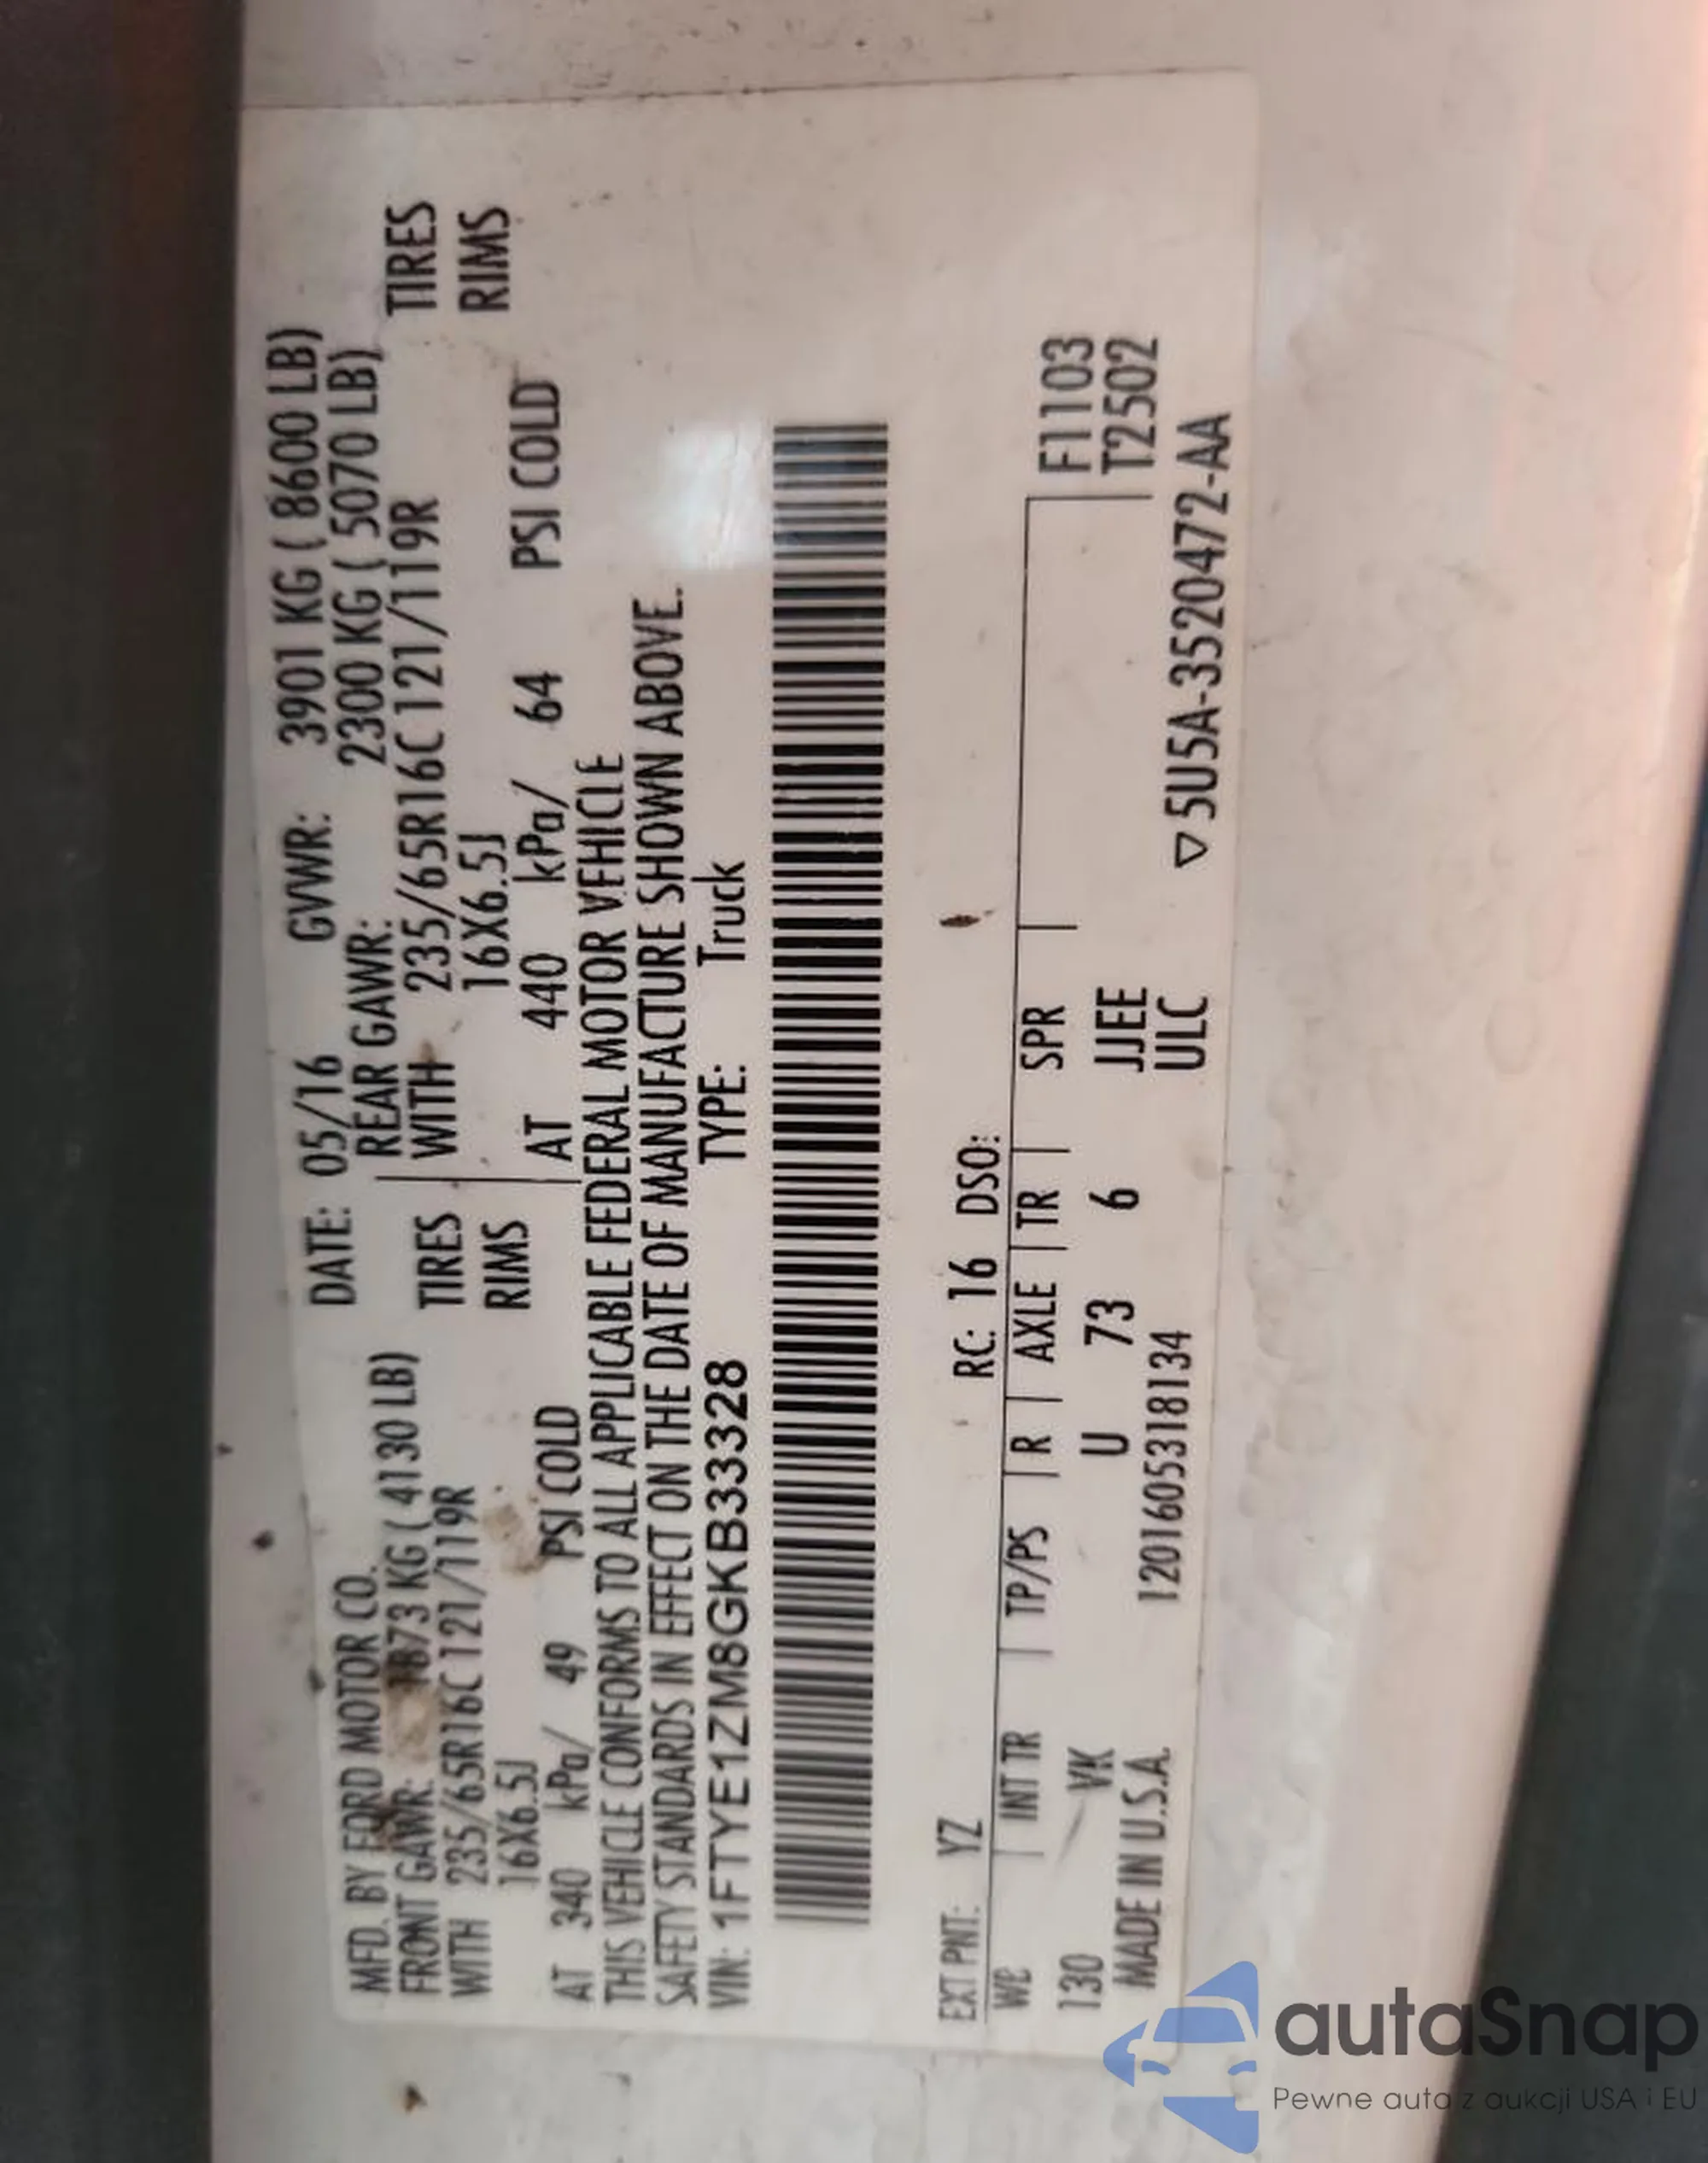 MFD. BY FORD MOTOR CO. DATE: 05/16 GVWR: 3901 KG ( 8600 LB)
FRONT GAWR: 1873 KG ( 4130 LB) REAR GAWR: 2300 KG ( 5070 LB)
WITH 235/65R16C 121/119R TIRES WITH 235/65R16C 121/119R TIRES
16X6.5J RIMS 16X6.5J RIMS
AT 340 kPa/ 49 PSI COLD AT 440 kPa/ 64 PSI COLD
THIS VEHICLE CONFORMS TO ALL APPLICABLE FEDERAL MOTOR VEHICLE
SAFETY STANDARDS IN EFFECT ON THE DATE OF MANUFACTURE SHOWN ABOVE.
VIN: 1FTYE1ZM8GKB33328 TYPE: Truck
EXT PNT: YZ RC: 16 DSO:
WB INT TR TP/PS R AXLE TR SPR F1103
130 VK U 73 6 JJEE T2502
MADE IN U.S.A. 1201605318134 ULC
▽5U5A-3520472-AA
autaSnap
Pewne auta z aukcji USA i EU